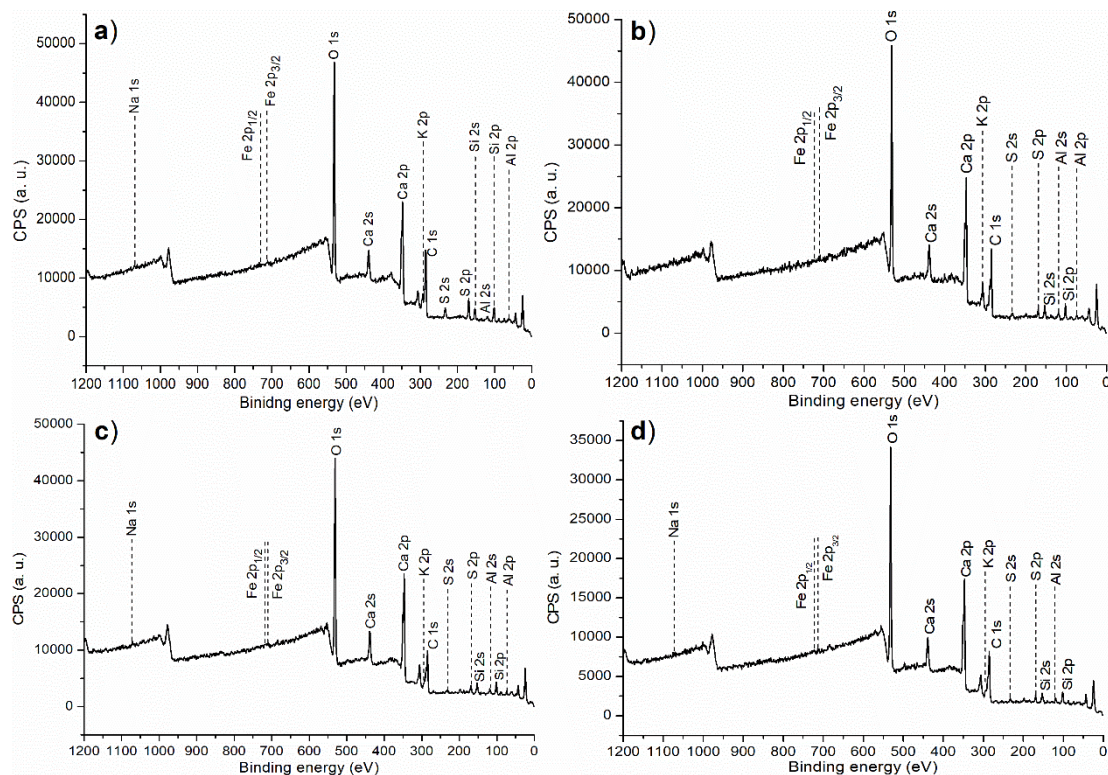 a)
CPS (a. u.)
50000
40000
30000
20000
10000
0
Na 1s
Fe 2p1/2
Fe 2p3/2
O 1s
Ca 2s
Ca 2p
K 2p
C 1s
S 2s
S 2p
Si 2s
Al 2s
Si 2p
Al 2p
1200 1100 1000 900 800 700 600 500 400 300 200 100 0
Binidng energy (eV)
b)
CPS (a. u.)
50000
40000
30000
20000
10000
0
Fe 2p1/2
Fe 2p3/2
O 1s
Ca 2s
Ca 2p
K 2p
C 1s
S 2s
S 2p
Si 2s
Al 2s
Si 2p
Al 2p
1200 1100 1000 900 800 700 600 500 400 300 200 100 0
Binding energy (eV)
c)
CPS (a. u.)
50000
40000
30000
20000
10000
0
Na 1s
Fe 2p1/2
Fe 2p3/2
O 1s
Ca 2s
Ca 2p
K 2p
C 1s
S 2s
S 2p
Si 2s
Al 2s
Si 2p
Al 2p
1200 1100 1000 900 800 700 600 500 400 300 200 100 0
Binding energy (eV)
d)
CPS (a. u.)
35000
30000
25000
20000
15000
10000
5000
0
Na 1s
Fe 2p1/2
Fe 2p3/2
O 1s
Ca 2s
Ca 2p
K 2p
C 1s
S 2s
S 2p
Si 2s
Al 2s
Si 2p
1200 1100 1000 900 800 700 600 500 400 300 200 100 0
Binding energy (eV)